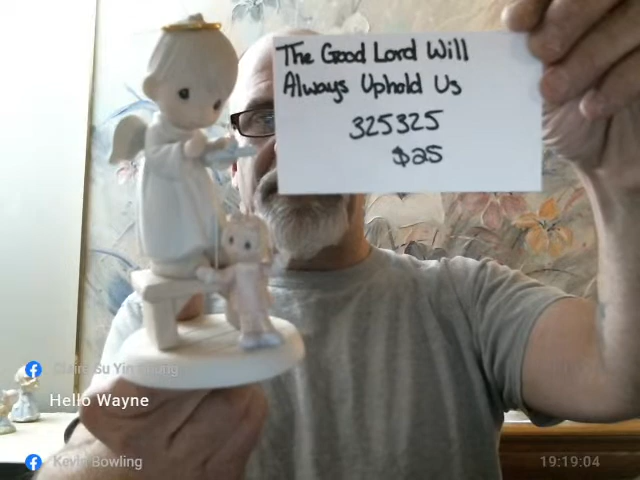 The Good Lord Will
Always Uphold Us
325325
$25
Hello Wayne
Kevin Bowling
19:19:04